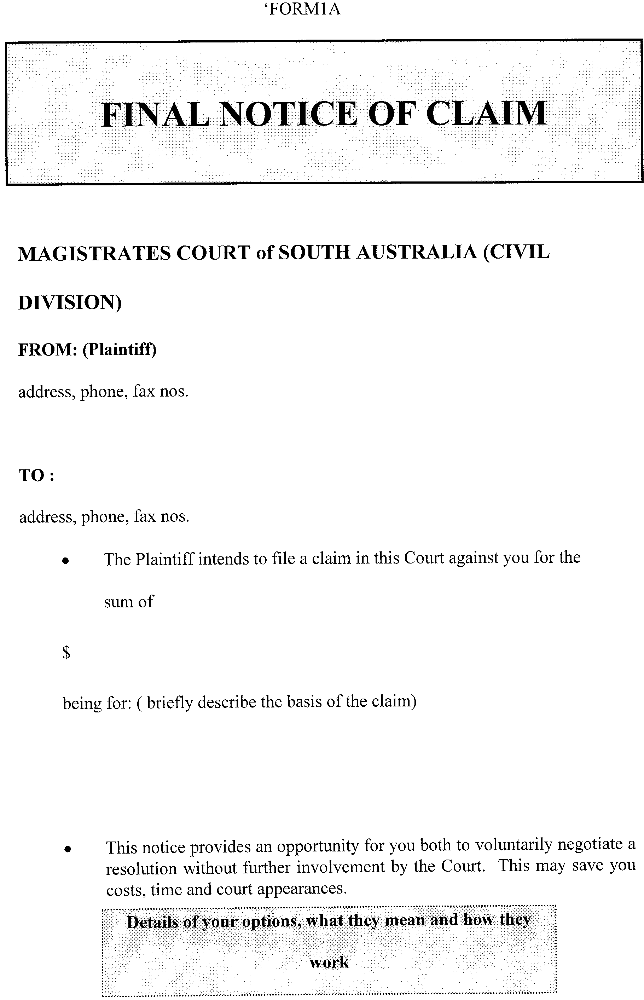 ‘FORM1A
FINAL NOTICE OF CLAIM
MAGISTRATES COURT of SOUTH AUSTRALIA (CIVIL
DIVISION)
FROM: (Plaintiff)
address, phone, fax nos.
TO :
address, phone, fax nos.
• The Plaintiff intends to file a claim in this Court against you for the
sum of
$
being for: ( briefly describe the basis of the claim)
• This notice provides an opportunity for you both to voluntarily negotiate a
resolution without further involvement by the Court. This may save you
costs, time and court appearances.
Details of your options, what they mean and how they
work